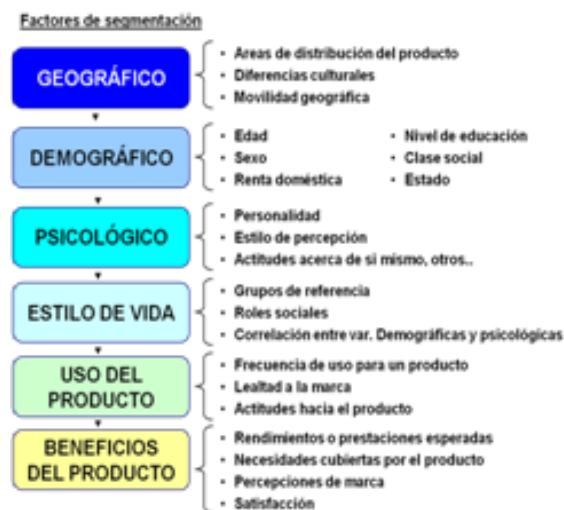 Factores de segmentación
GEOGRÁFICO
• Areas de distribución del producto
• Diferencias culturales
• Movilidad geográfica
DEMOGRÁFICO
• Edad
• Sexo
• Renta doméstica
• Nivel de educación
• Clase social
• Estado
PSICOLÓGICO
• Personalidad
• Estilo de percepción
• Actitudes acerca de si mismo, otros..
ESTILO DE VIDA
• Grupos de referencia
• Roles sociales
• Correlación entre var. Demográficas y psicológicas
USO DEL
PRODUCTO
• Frecuencia de uso para un producto
• Lealtad a la marca
• Actitudes hacia el producto
BENEFICIOS
DEL PRODUCTO
• Rendimientos o prestaciones esperadas
• Necesidades cubiertas por el producto
• Percepciones de marca
• Satisfacción